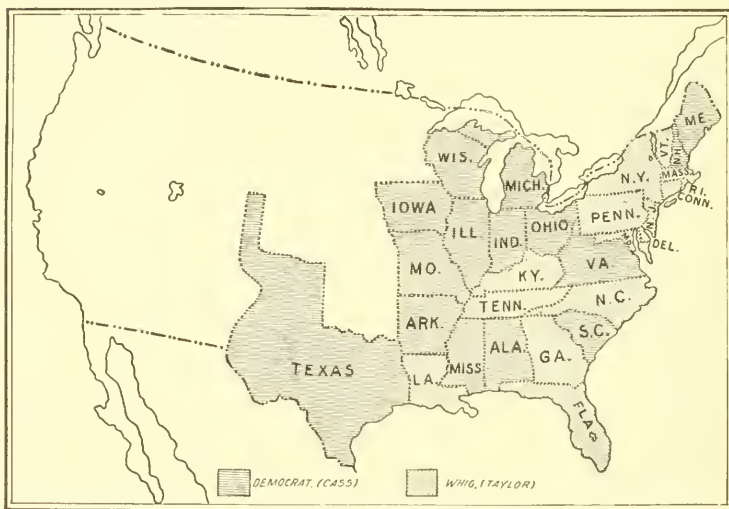 ME.
VT.
N.H.
WIS.
MICH.
N.Y.
MASS.
R.I.
CONN.
IOWA
PENN.
N.J.
ILL
IND.
OHIO
DEL.
MO.
KY.
VA.
TENN.
N.C.
ARK.
S.C.
TEXAS
MISS
ALA.
GA.
LA.
FLA.
DEMOCRAT. (CASS)
WHIG. (TAYLOR)